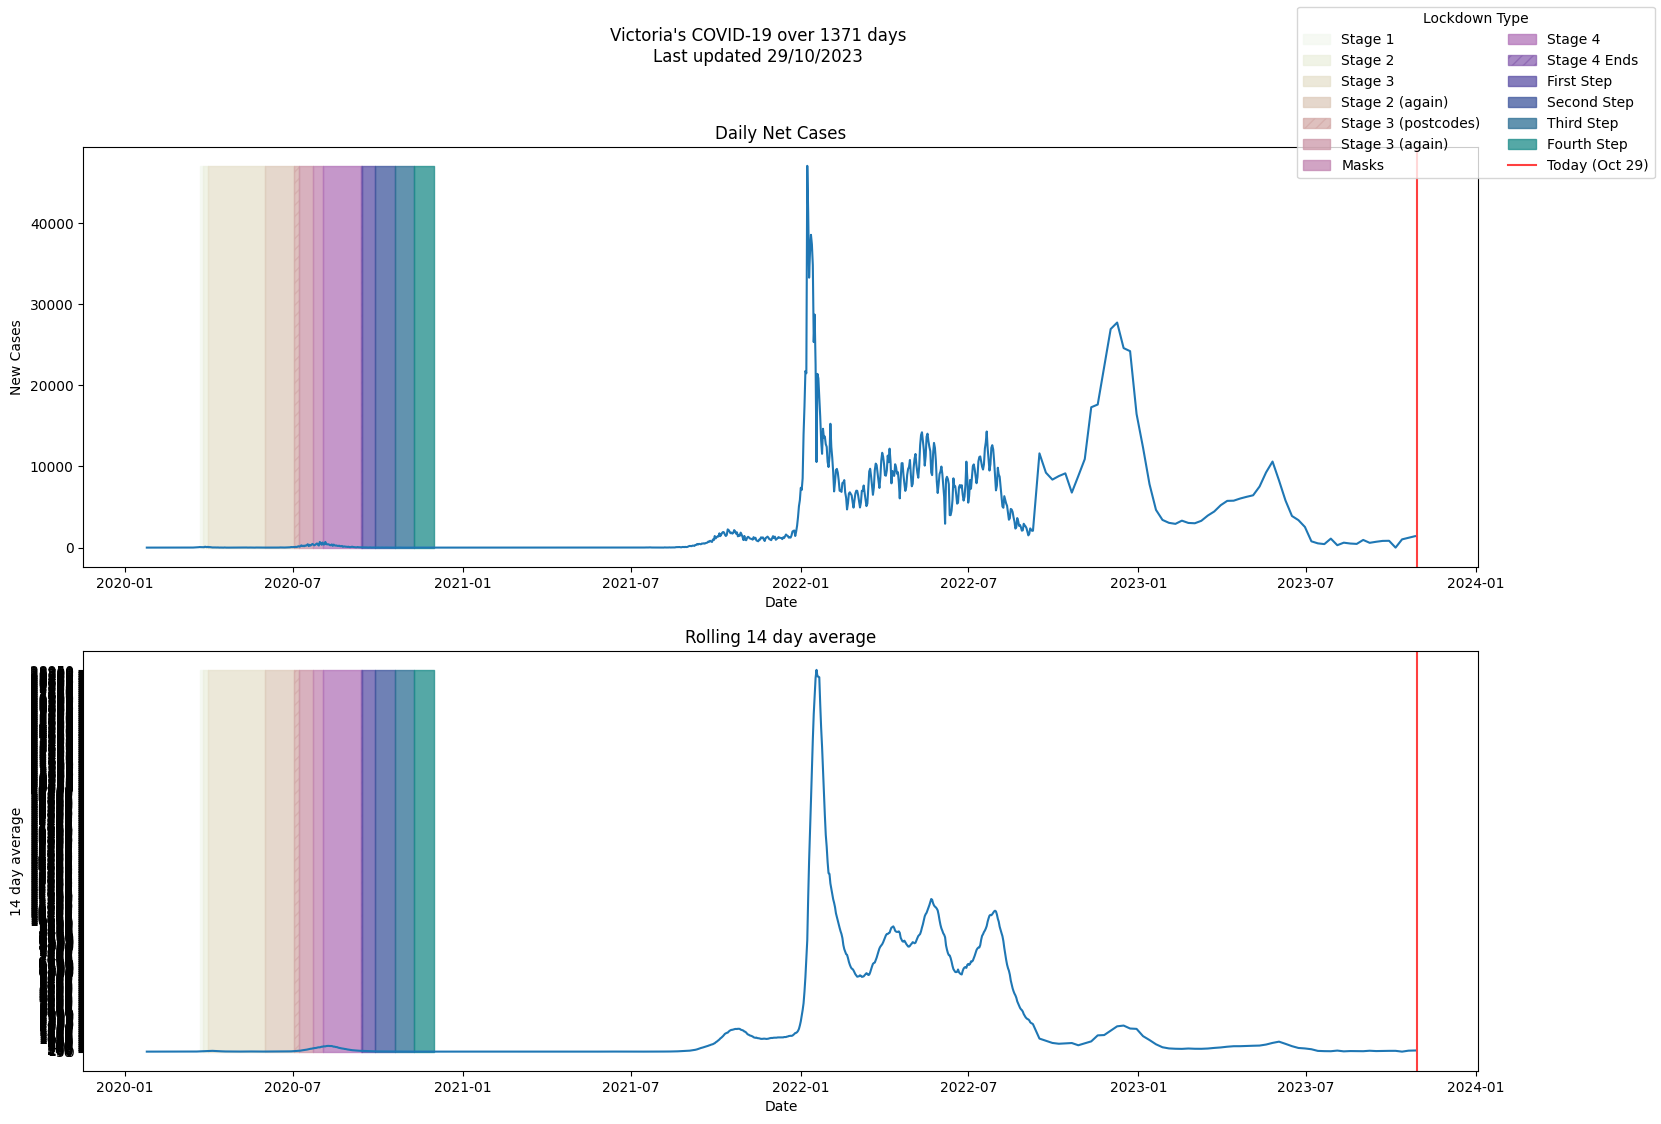 Victoria's COVID-19 over 1371 days
Last updated 29/10/2023
Lockdown Type
Stage 1
Stage 2
Stage 3
Stage 2 (again)
Stage 3 (postcodes)
Stage 3 (again)
Masks
Stage 4
Stage 4 Ends
First Step
Second Step
Third Step
Fourth Step
Today (Oct 29)
Daily Net Cases
New Cases
40000
30000
20000
10000
0
2020-01 2020-07 2021-01 2021-07 2022-01 2022-07 2023-01 2023-07 2024-01
Date
Rolling 14 day average
14 day average
2020-01 2020-07 2021-01 2021-07 2022-01 2022-07 2023-01 2023-07 2024-01
Date